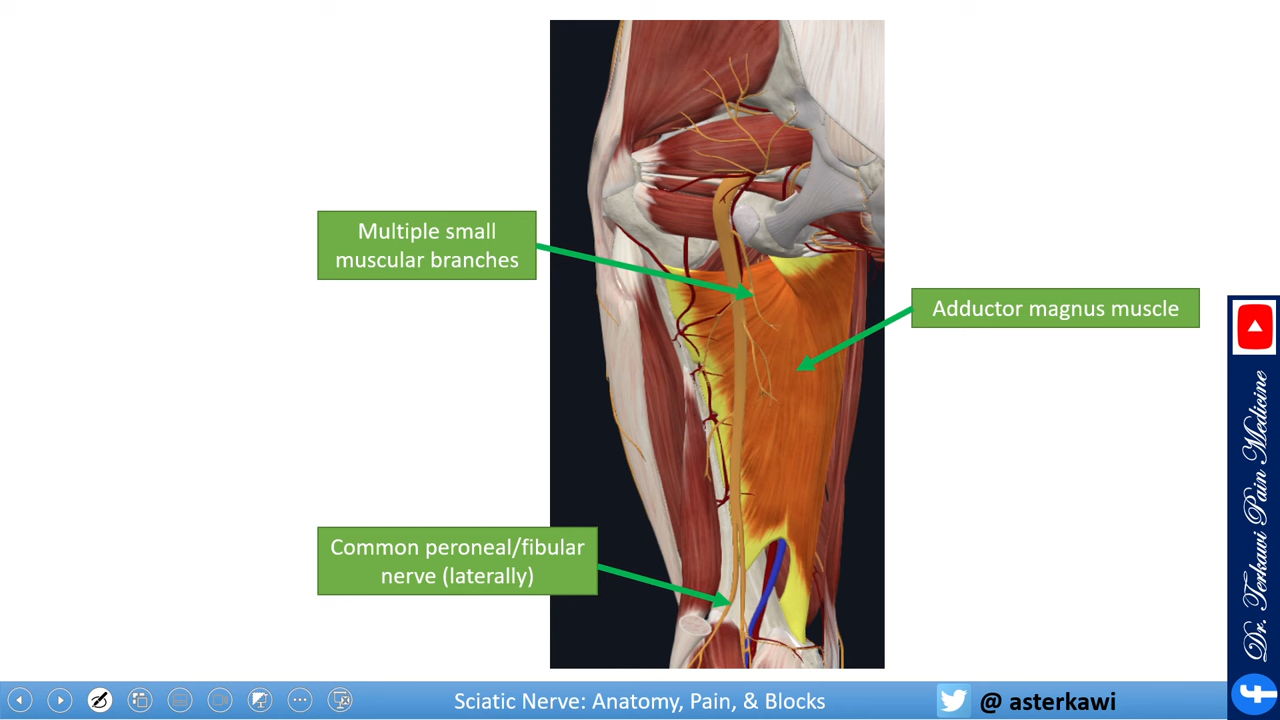 Multiple small
muscular branches
Adductor magnus muscle
Common peroneal/fibular
nerve (laterally)
Dr. Terkawi Pain Medicine
Sciatic Nerve: Anatomy, Pain, & Blocks
@ asterkawi